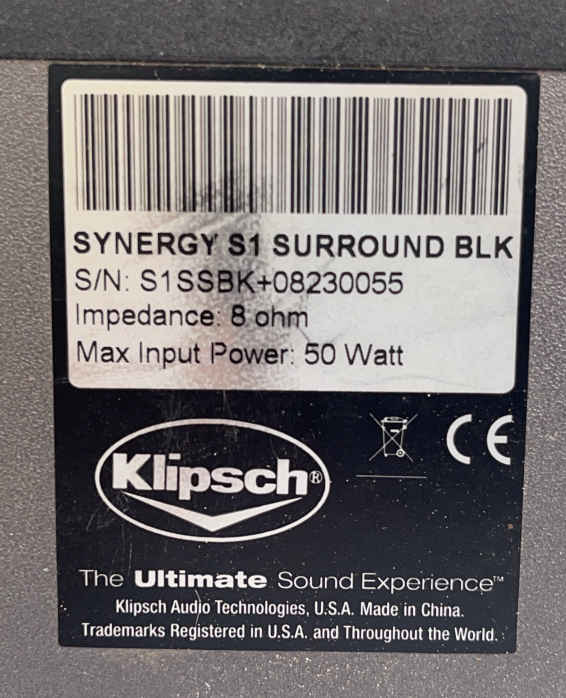 SYNERGY S1 SURROUND BLK
S/N: S1SSBK+08230055
Impedance: 8 ohm
Max Input Power: 50 Watt
CE
Klipsch®
The Ultimate Sound Experience™
Klipsch Audio Technologies, U.S.A. Made in China.
Trademarks Registered in U.S.A. and Throughout the World.